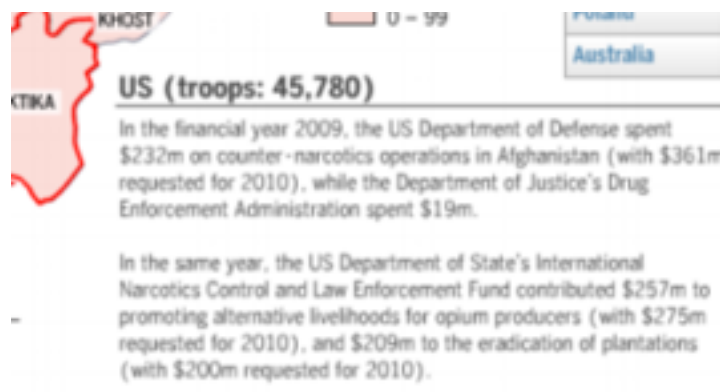 KHOST
0 – 99
Poland
Australia
KTIKA
US (troops: 45,780)
In the financial year 2009, the US Department of Defense spent
$232m on counter-narcotics operations in Afghanistan (with $361m
requested for 2010), while the Department of Justice's Drug
Enforcement Administration spent $19m.
In the same year, the US Department of State's International
Narcotics Control and Law Enforcement Fund contributed $257m to
promoting alternative livelihoods for opium producers (with $275m
requested for 2010), and $209m to the eradication of plantations
(with $200m requested for 2010).